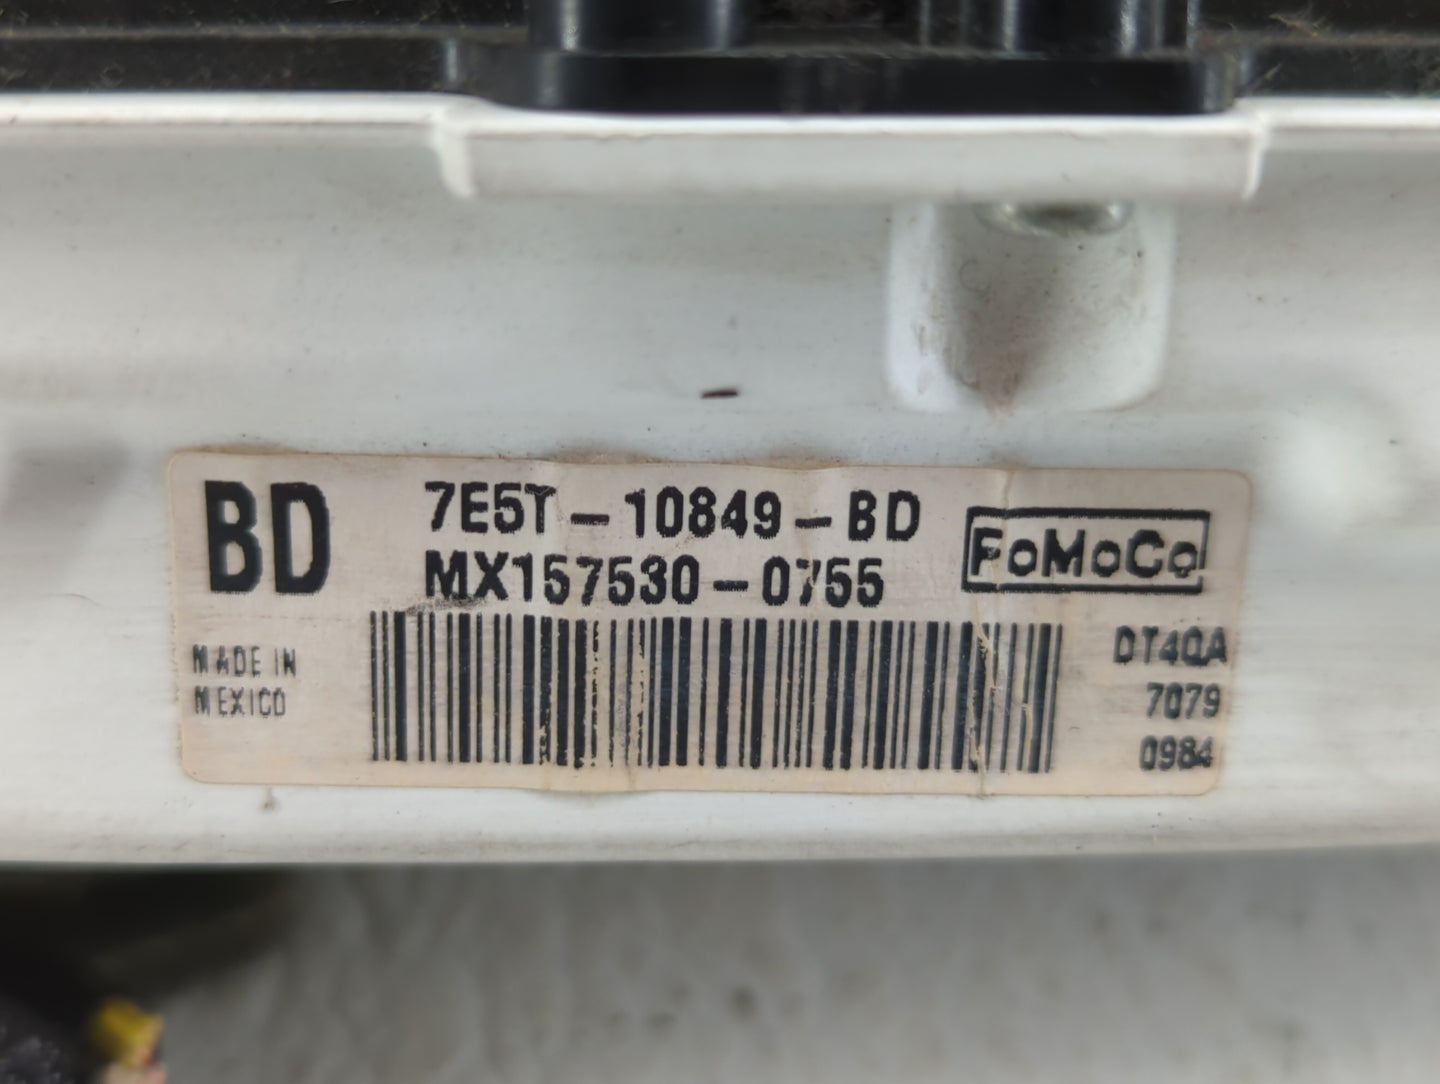 BD
7E5T-10849-BD
MX157530-0755
FoMoCo
MADE IN
MEXICO
DT4QA
7079
0984